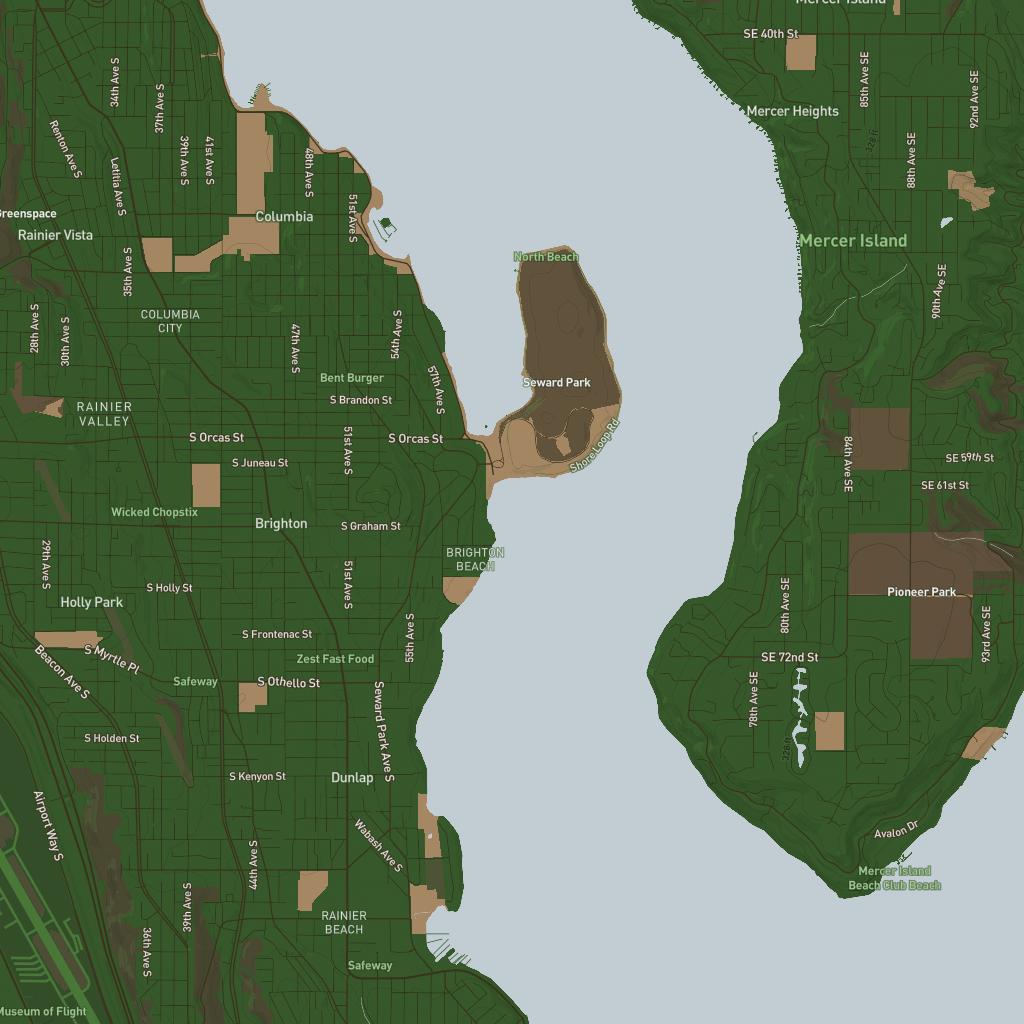 Mercer Island
SE 40th St
34th Ave S
37th Ave S
85th Ave SE
92nd Ave SE
Mercer Heights
Renton Ave S
39th Ave S
41st Ave S
48th Ave S
328 ft
88th Ave SE
Letitia Ave S
51st Ave S
Greenspace
Columbia
Rainier Vista
Mercer Island
North Beach
35th Ave S
90th Ave SE
COLUMBIA
CITY
28th Ave S
30th Ave S
47th Ave S
54th Ave S
57th Ave S
Bent Burger
Seward Park
S Brandon St
RAINIER
VALLEY
S Orcas St
S Orcas St
Shore Loop Rd
S Juneau St
51st Ave S
84th Ave SE
SE 59th St
SE 61st St
Wicked Chopstix
Brighton
S Graham St
BRIGHTON
BEACH
29th Ave S
51st Ave S
S Holly St
Holly Park
80th Ave SE
Pioneer Park
93rd Ave SE
S Frontenac St
55th Ave S
Zest Fast Food
S Myrtle Pl
Beacon Ave S
SE 72nd St
Safeway
S Othello St
78th Ave SE
Seward Park Ave S
S Holden St
328 ft
S Kenyon St
Dunlap
Airport Way S
Wabash Ave S
Avalon Dr
44th Ave S
Mercer Island
Beach Club Beach
39th Ave S
RAINIER
BEACH
36th Ave S
Safeway
Museum of Flight